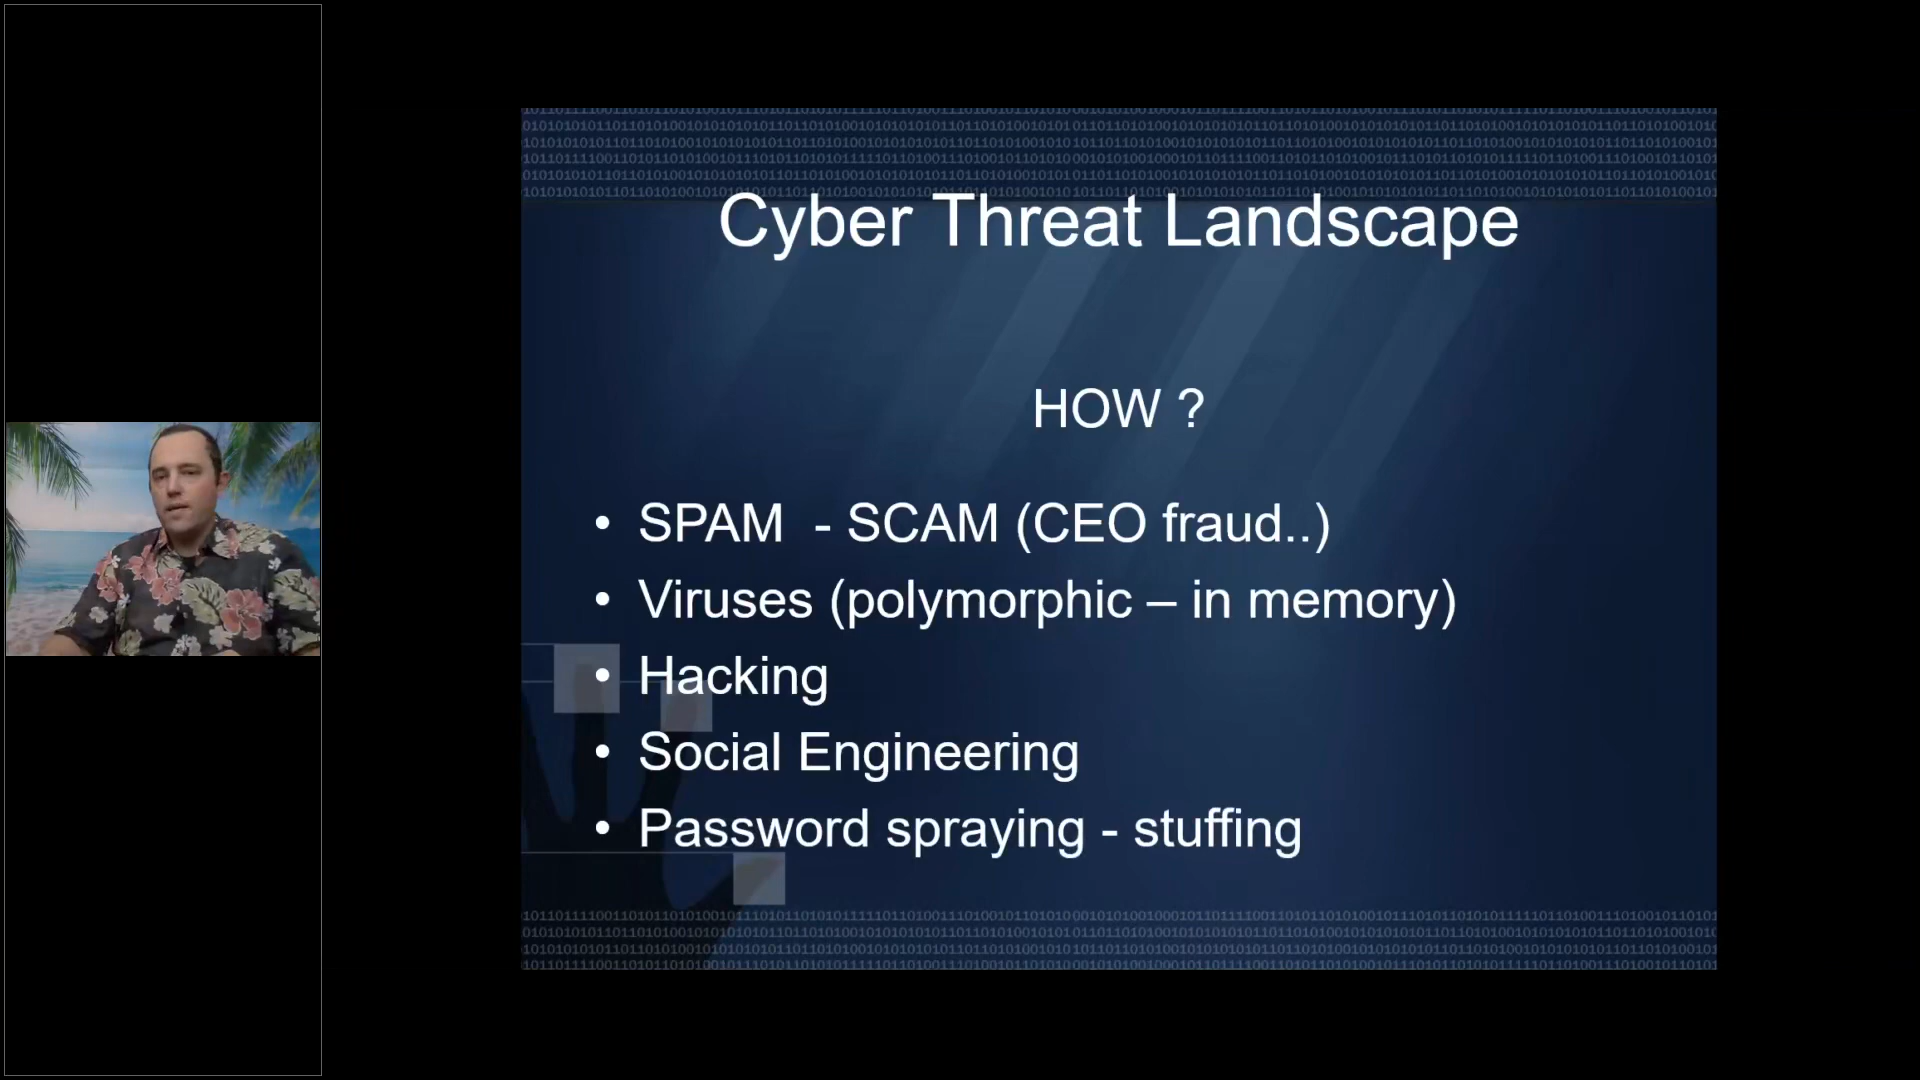 Cyber Threat Landscape
HOW ?
• SPAM - SCAM (CEO fraud..)
• Viruses (polymorphic – in memory)
• Hacking
• Social Engineering
• Password spraying - stuffing